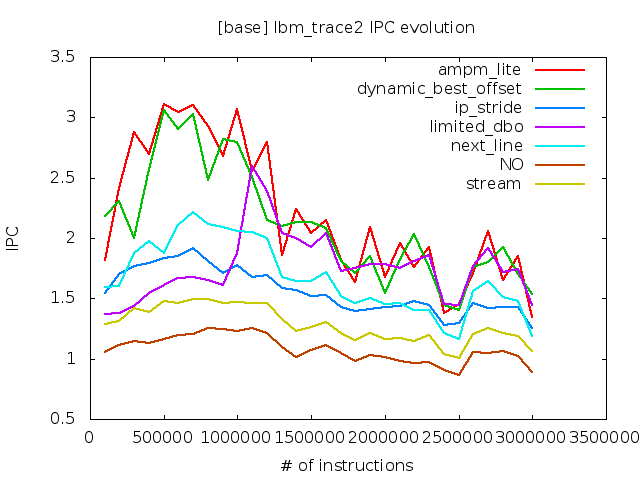 [base] lbm_trace2 IPC evolution
3.5
3
2.5
2
1.5
1
0.5
IPC
ampm_lite
dynamic_best_offset
ip_stride
limited_dbo
next_line
NO
stream
0 500000 1000000 1500000 2000000 2500000 3000000 3500000
# of instructions